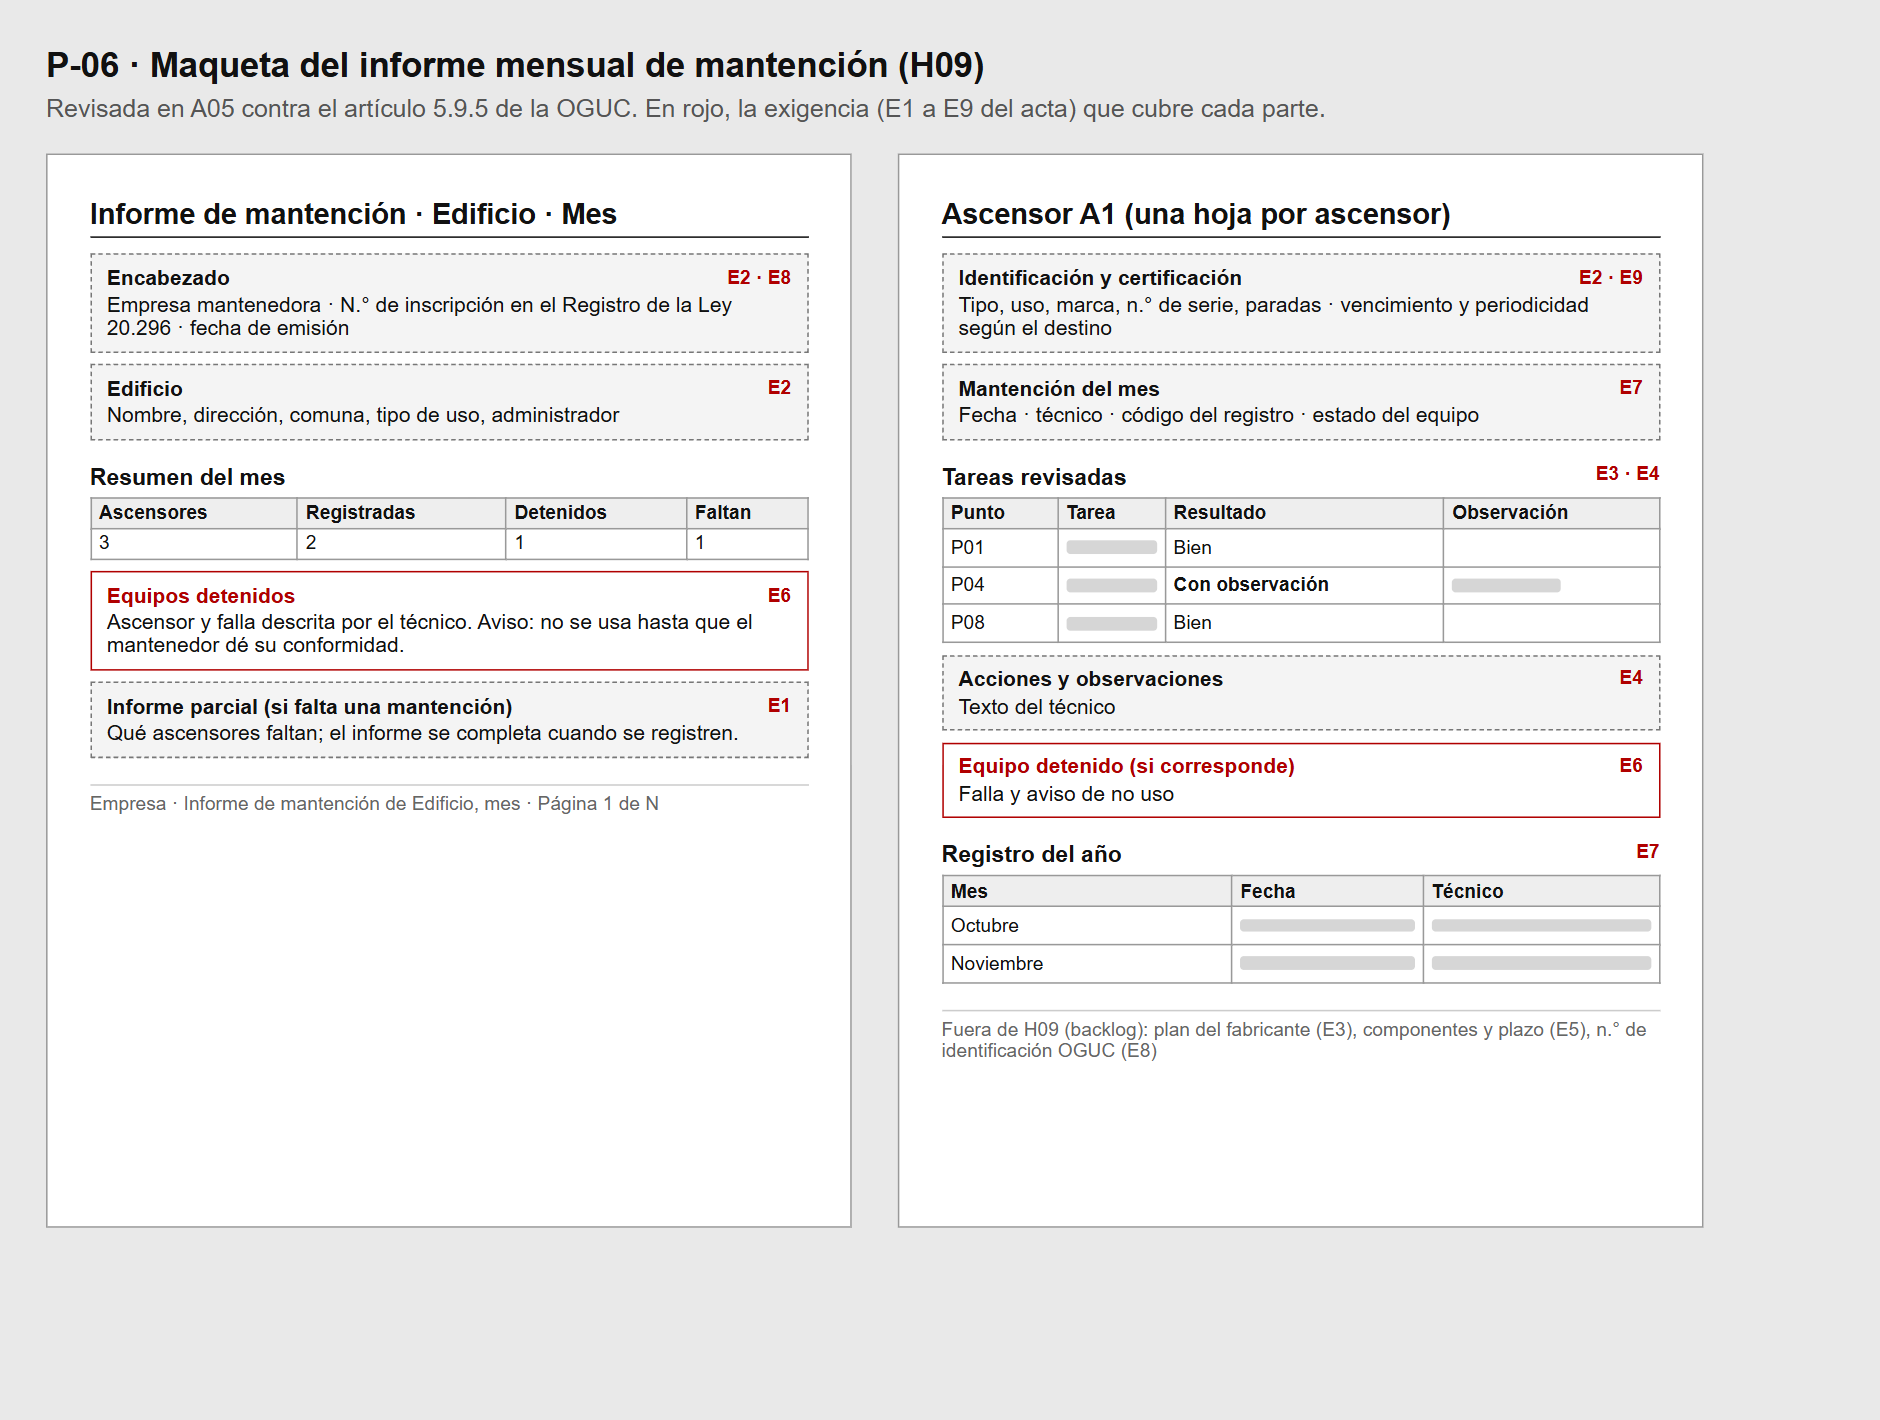 P-06 · Maqueta del informe mensual de mantención (H09)
Revisada en A05 contra el artículo 5.9.5 de la OGUC. En rojo, la exigencia (E1 a E9 del acta) que cubre cada parte.
Informe de mantención · Edificio · Mes
Encabezado E2 · E8
Empresa mantenedora · N.° de inscripción en el Registro de la Ley
20.296 · fecha de emisión
Edificio E2
Nombre, dirección, comuna, tipo de uso, administrador
Resumen del mes
Ascensores Registradas Detenidos Faltan
3 2 1 1
Equipos detenidos E6
Ascensor y falla descrita por el técnico. Aviso: no se usa hasta que el
mantenedor dé su conformidad.
Informe parcial (si falta una mantención) E1
Qué ascensores faltan; el informe se completa cuando se registren.
Empresa · Informe de mantención de Edificio, mes · Página 1 de N
Ascensor A1 (una hoja por ascensor)
Identificación y certificación E2 · E9
Tipo, uso, marca, n.° de serie, paradas · vencimiento y periodicidad
según el destino
Mantención del mes E7
Fecha · técnico · código del registro · estado del equipo
Tareas revisadas E3 · E4
Punto Tarea Resultado Observación
P01 Bien
P04 Con observación
P08 Bien
Acciones y observaciones E4
Texto del técnico
Equipo detenido (si corresponde) E6
Falla y aviso de no uso
Registro del año E7
Mes Fecha Técnico
Octubre
Noviembre
Fuera de H09 (backlog): plan del fabricante (E3), componentes y plazo (E5), n.° de
identificación OGUC (E8)